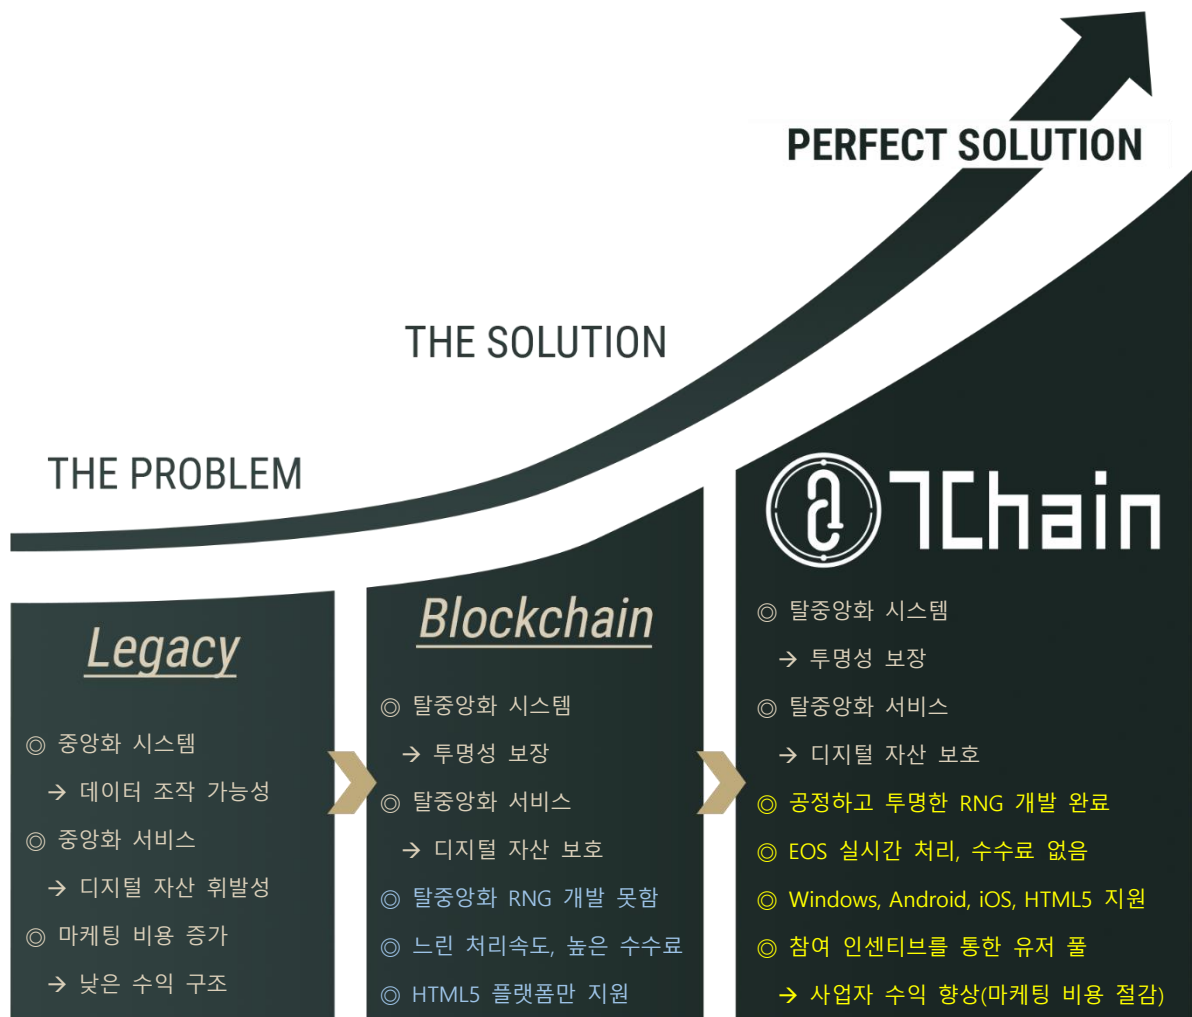 PERFECT SOLUTION
THE SOLUTION
THE PROBLEM
Legacy
◎ 중앙화 시스템
→ 데이터 조작 가능성
◎ 중앙화 서비스
→ 디지털 자산 휘발성
◎ 마케팅 비용 증가
→ 낮은 수익 구조
Blockchain
◎ 탈중앙화 시스템
→ 투명성 보장
◎ 탈중앙화 서비스
→ 디지털 자산 보호
◎ 탈중앙화 RNG 개발 못함
◎ 느린 처리속도, 높은 수수료
◎ HTML5 플랫폼만 지원
7Chain
◎ 탈중앙화 시스템
→ 투명성 보장
◎ 탈중앙화 서비스
→ 디지털 자산 보호
◎ 공정하고 투명한 RNG 개발 완료
◎ EOS 실시간 처리, 수수료 없음
◎ Windows, Android, iOS, HTML5 지원
◎ 참여 인센티브를 통한 유저 풀
→ 사업자 수익 향상(마케팅 비용 절감)